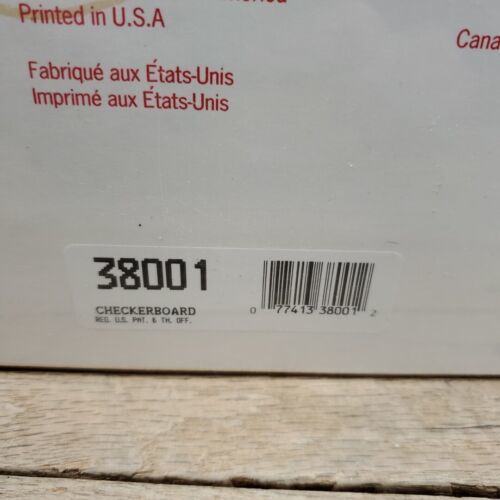 Printed in U.S.A
Fabriqué aux États-Unis
Imprimé aux États-Unis
Cana
38001
CHECKERBOARD
REG. U.S. PAT. & TM. OFF.
0 77413 38001 2